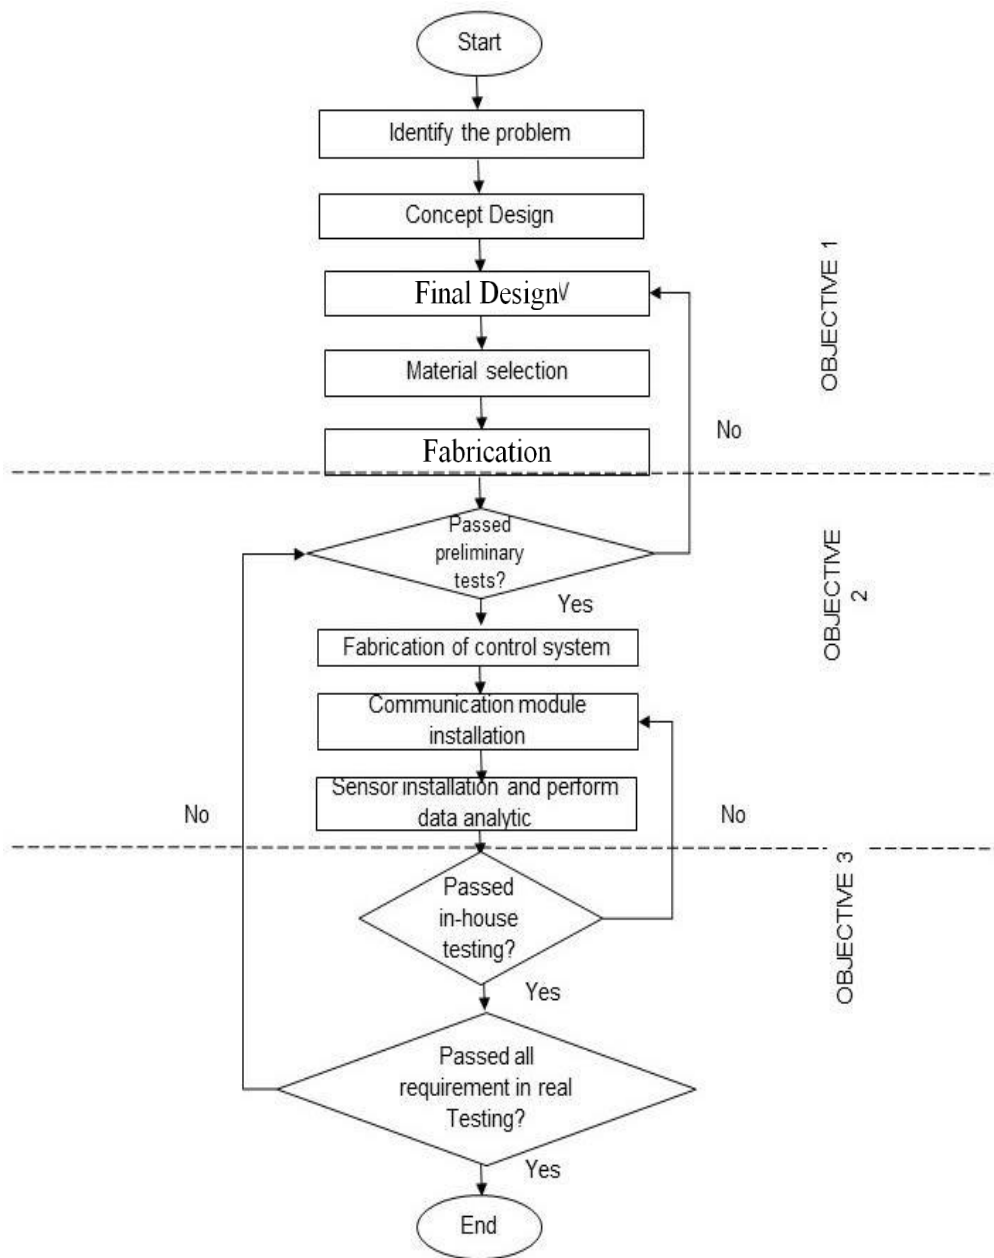 Start
Identify the problem
Concept Design
Final Design
Material selection
Fabrication
OBJECTIVE 1
No
Passed
preliminary
tests?
Yes
OBJECTIVE
2
Fabrication of control system
Communication module
installation
Sensor installation and perform
data analytic
No
No
Passed
in-house
testing?
Yes
OBJECTIVE 3
Passed all
requirement in real
Testing?
Yes
End